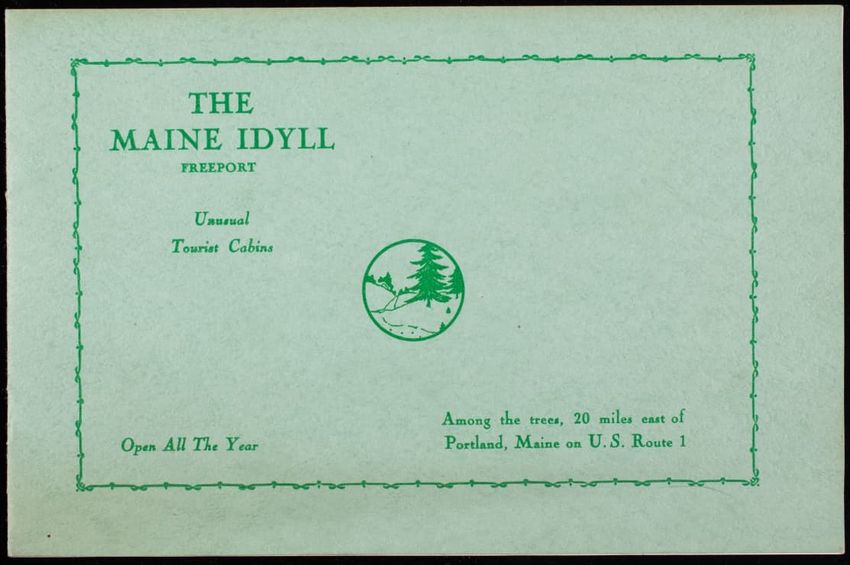 THE
MAINE IDYLL
FREEPORT
Unusual
Tourist Cabins
Among the trees, 20 miles east of
Portland, Maine on U. S. Route 1
Open All The Year